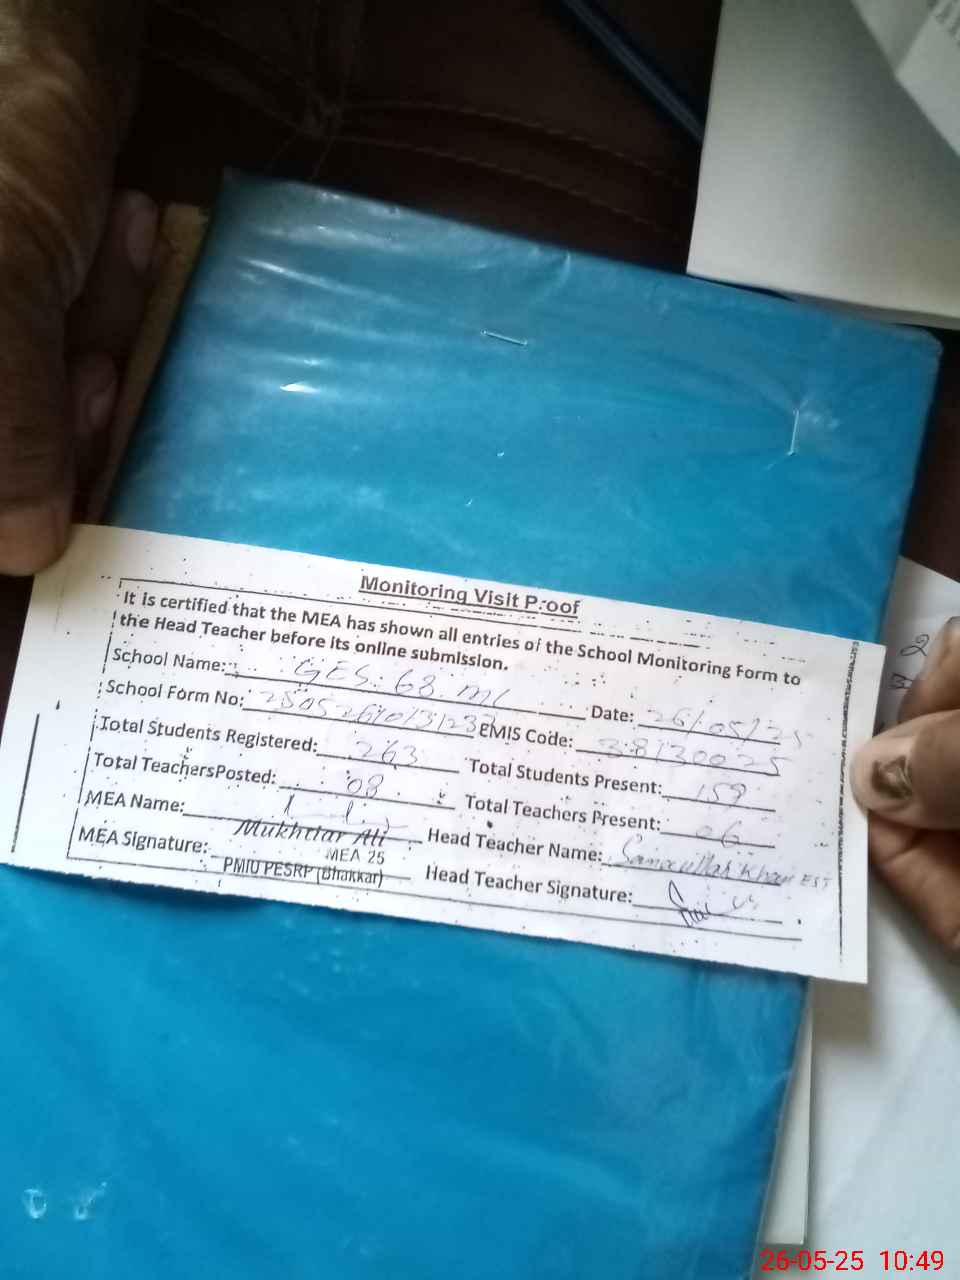 Monitoring Visit Proof
It is certified that the MEA has shown all entries of the School Monitoring Form to
the Head Teacher before its online submission.
School Name: GES. 68 ML Date: 26/05/25
School Form No: EMIS Code: 38130025
Total Students Registered: 263 Total Students Present: 159
Total Teachers Posted: 08 Total Teachers Present: 06
MEA Name: Mukhtar Ali Head Teacher Name: Samiullah Khan EST
MEA Signature: MEA 25 Head Teacher Signature:
PMIU PESRP (Bhakkar)
2
26-05-25 10:49